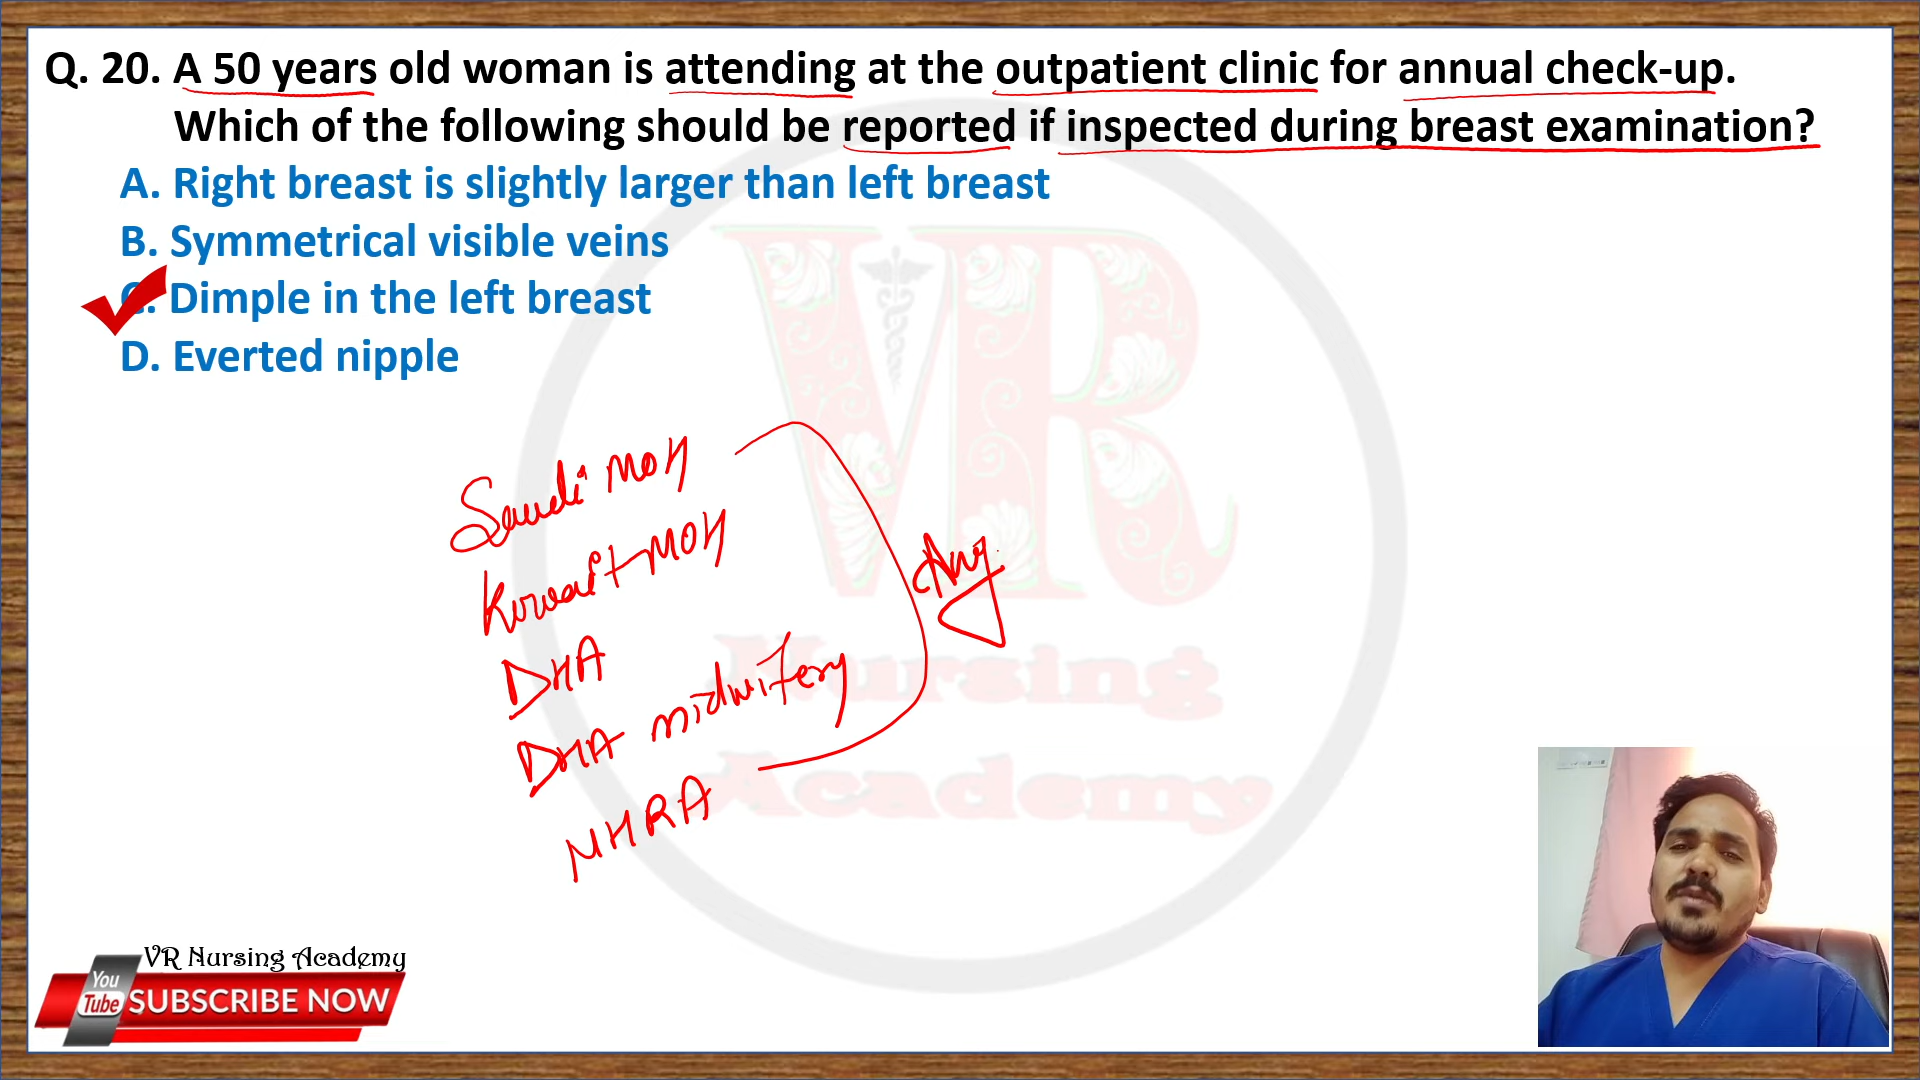 Q. 20. A 50 years old woman is attending at the outpatient clinic for annual check-up.
Which of the following should be reported if inspected during breast examination?
A. Right breast is slightly larger than left breast
B. Symmetrical visible veins
C. Dimple in the left breast
D. Everted nipple
Saudi MOH
Kuwait MOH
DHA
DHA midwifery
NHRA
VR
Nursing
Academy
VR Nursing Academy
You
Tube
SUBSCRIBE NOW